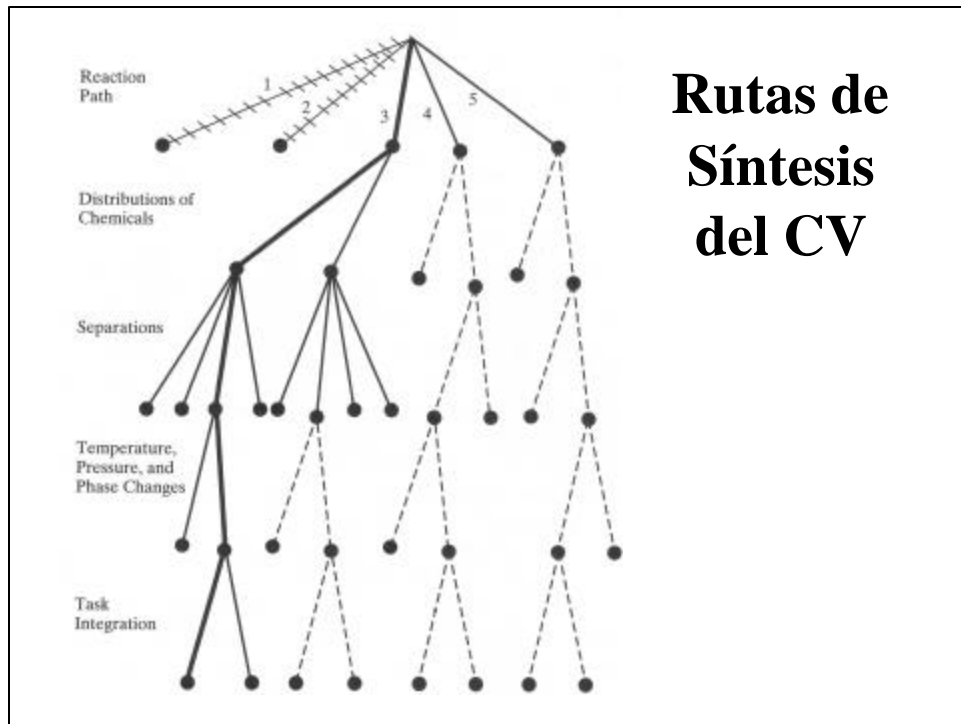 Rutas de
Síntesis
del CV
Reaction
Path
1
2
3
4
5
Distributions of
Chemicals
Separations
Temperature,
Pressure, and
Phase Changes
Task
Integration